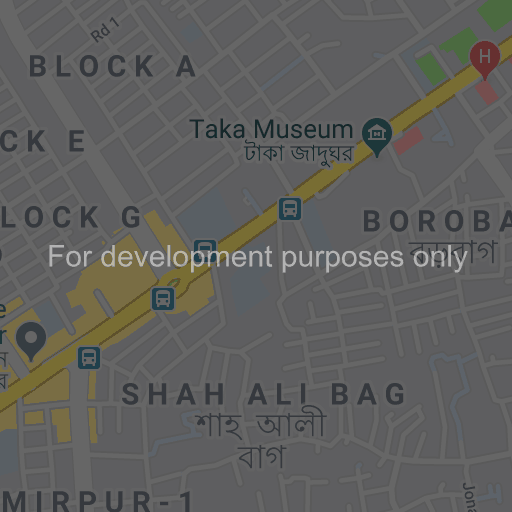 Rd 1
BLOCK A
Taka Museum
টাকা জাদুঘর
CK E
LOCK G
BOROBA
বড়বাগ
For development purposes only
e
r
ন
র
SHAH ALI BAG
শাহ আলী
বাগ
MIRPUR-1
Jona
H